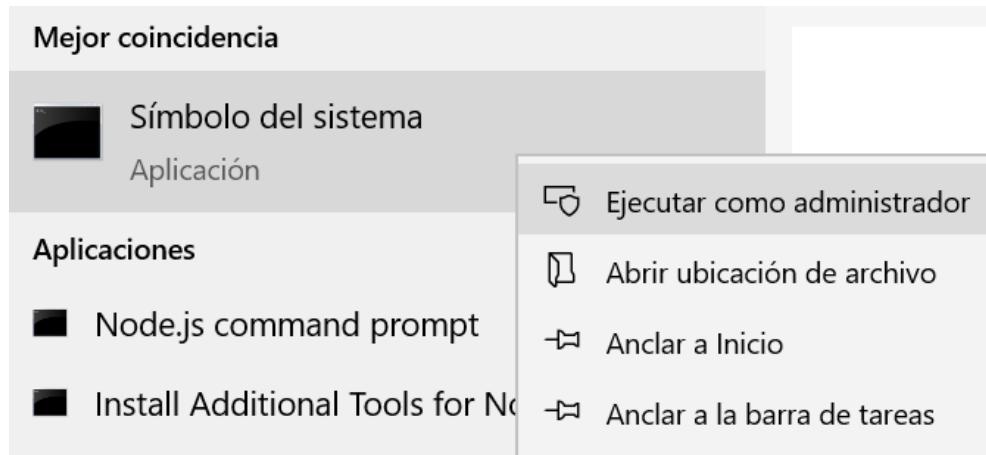 Mejor coincidencia
Símbolo del sistema
Aplicación
Ejecutar como administrador
Abrir ubicación de archivo
Anclar a Inicio
Anclar a la barra de tareas
Aplicaciones
Node.js command prompt
Install Additional Tools for